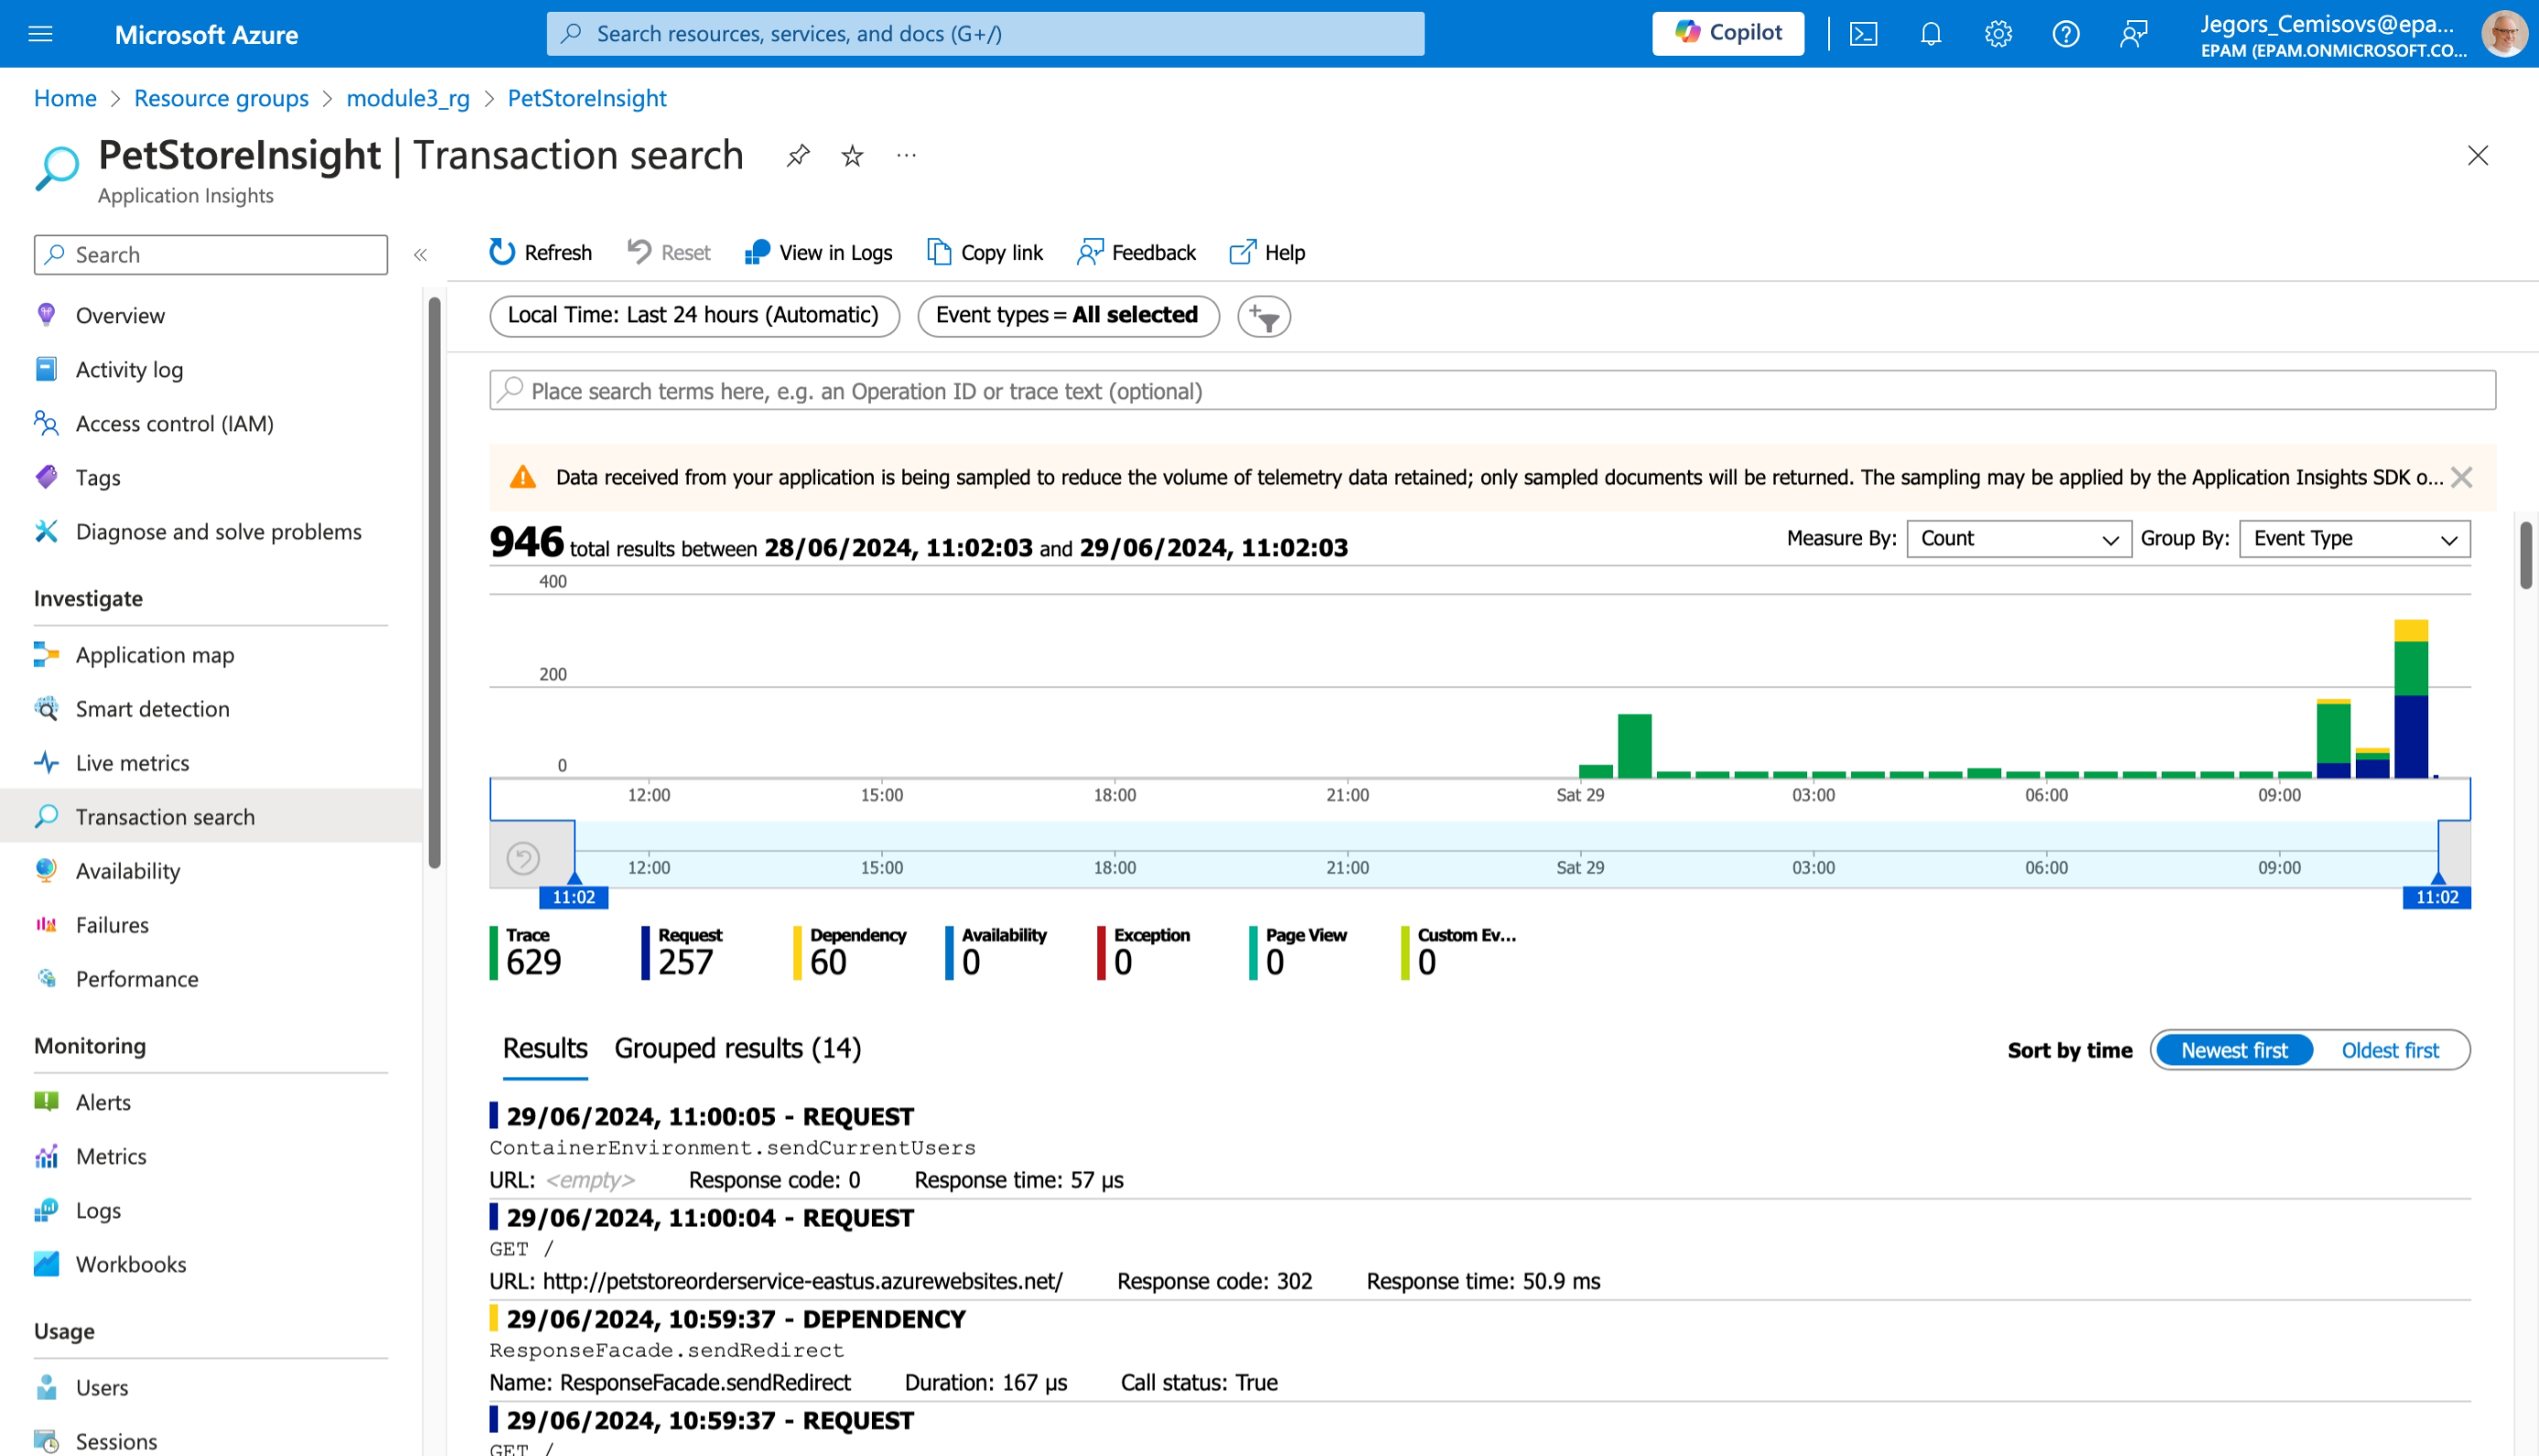 Microsoft Azure
Search resources, services, and docs (G+/)
Copilot
Jegors_Cemisovs@epa...
EPAM (EPAM.ONMICROSOFT.CO...
Home > Resource groups > module3_rg > PetStoreInsight
PetStoreInsight | Transaction search
Application Insights
Search
Refresh Reset View in Logs Copy link Feedback Help
Overview
Activity log
Access control (IAM)
Tags
Diagnose and solve problems
Investigate
Application map
Smart detection
Live metrics
Transaction search
Availability
Failures
Performance
Monitoring
Alerts
Metrics
Logs
Workbooks
Usage
Users
Sessions
Local Time: Last 24 hours (Automatic) Event types = All selected
Place search terms here, e.g. an Operation ID or trace text (optional)
Data received from your application is being sampled to reduce the volume of telemetry data retained; only sampled documents will be returned. The sampling may be applied by the Application Insights SDK o...
946 total results between 28/06/2024, 11:02:03 and 29/06/2024, 11:02:03
Measure By: Count Group By: Event Type
400
200
0
12:00 15:00 18:00 21:00 Sat 29 03:00 06:00 09:00
12:00 15:00 18:00 21:00 Sat 29 03:00 06:00 09:00
11:02 11:02
Trace Request Dependency Availability Exception Page View Custom Ev...
629 257 60 0 0 0 0
Results Grouped results (14)
Sort by time Newest first Oldest first
29/06/2024, 11:00:05 - REQUEST
ContainerEnvironment.sendCurrentUsers
URL: <empty> Response code: 0 Response time: 57 µs
29/06/2024, 11:00:04 - REQUEST
GET /
URL: http://petstoreorderservice-eastus.azurewebsites.net/ Response code: 302 Response time: 50.9 ms
29/06/2024, 10:59:37 - DEPENDENCY
ResponseFacade.sendRedirect
Name: ResponseFacade.sendRedirect Duration: 167 µs Call status: True
29/06/2024, 10:59:37 - REQUEST
GET /